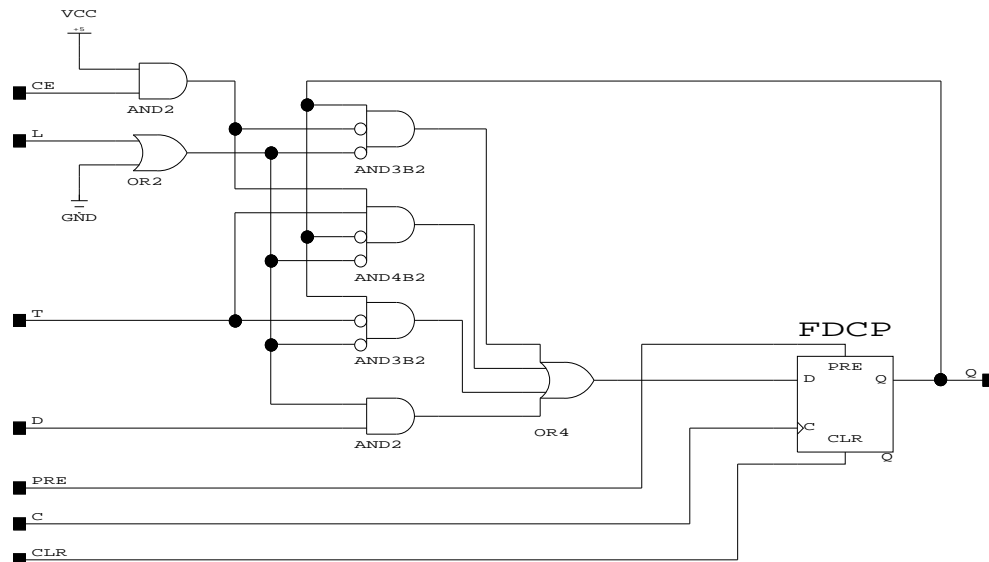 VCC
+5
CE
AND2
L
OR2
GND
AND3B2
AND4B2
T
AND3B2
FDCP
PRE
D
Q
Q
C
CLR
Q
D
AND2
OR4
PRE
C
CLR